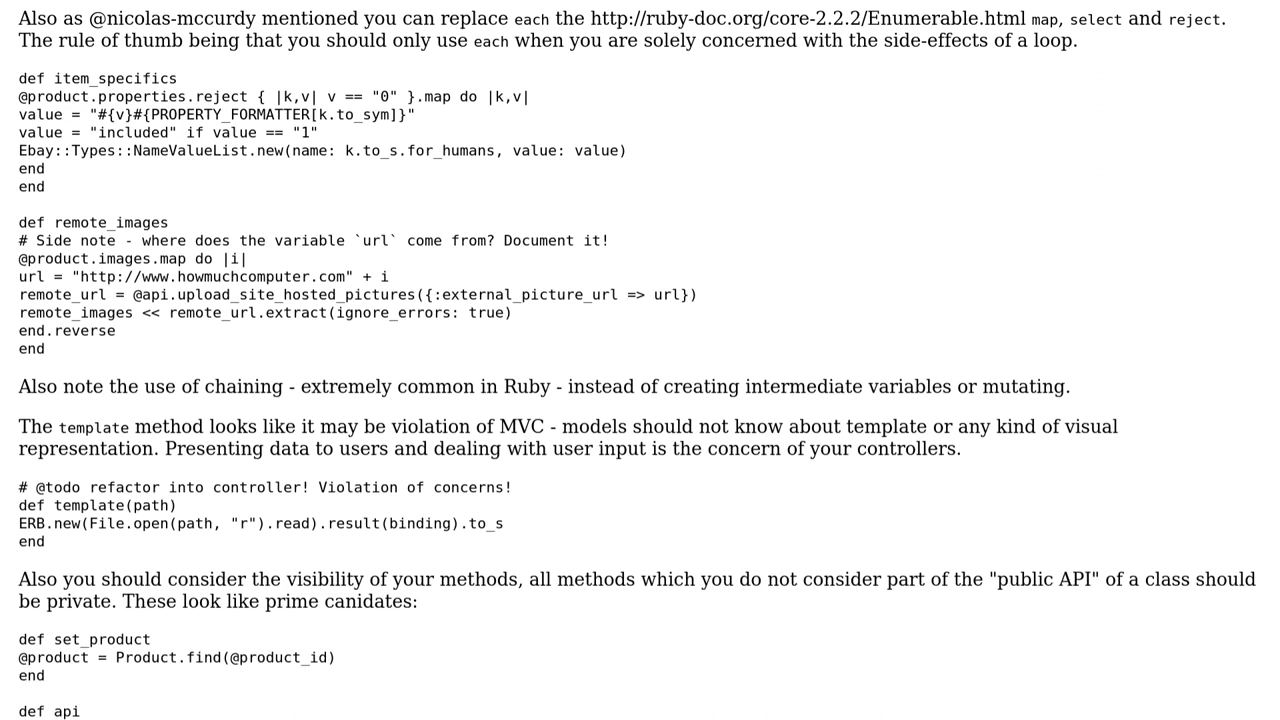 Also as @nicolas-mccurdy mentioned you can replace each the http://ruby-doc.org/core-2.2.2/Enumerable.html map, select and reject.
The rule of thumb being that you should only use each when you are solely concerned with the side-effects of a loop.
def item_specifics
@product.properties.reject { |k,v| v == "0" }.map do |k,v|
value = "#{v}#{PROPERTY_FORMATTER[k.to_sym]}"
value = "included" if value == "1"
Ebay::Types::NameValueList.new(name: k.to_s.for_humans, value: value)
end
end
def remote_images
# Side note - where does the variable `url` come from? Document it!
@product.images.map do |i|
url = "http://www.howmuchcomputer.com" + i
remote_url = @api.upload_site_hosted_pictures({:external_picture_url => url})
remote_images << remote_url.extract(ignore_errors: true)
end.reverse
end
Also note the use of chaining - extremely common in Ruby - instead of creating intermediate variables or mutating.
The template method looks like it may be violation of MVC - models should not know about template or any kind of visual
representation. Presenting data to users and dealing with user input is the concern of your controllers.
# @todo refactor into controller! Violation of concerns!
def template(path)
ERB.new(File.open(path, "r").read).result(binding).to_s
end
Also you should consider the visibility of your methods, all methods which you do not consider part of the "public API" of a class should
be private. These look like prime canidates:
def set_product
@product = Product.find(@product_id)
end
def api